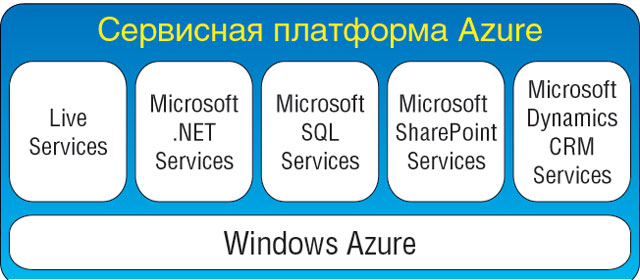 Сервисная платформа Azure
Live
Services
Microsoft
.NET
Services
Microsoft
SQL
Services
Microsoft
SharePoint
Services
Microsoft
Dynamics
CRM
Services
Windows Azure